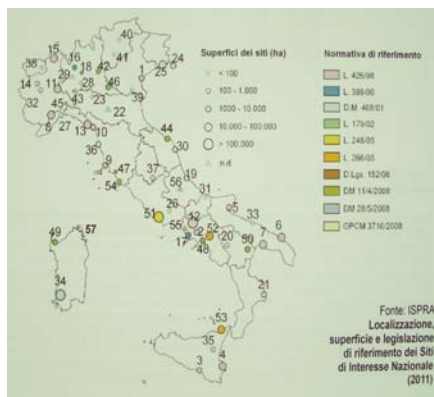 Superfici dei siti (ha)
< 100
100 - 1.000
1000 - 10.000
10.000 - 100.000
> 100.000
n.d.
Normativa di riferimento
L. 426/98
L. 388/00
D.M. 468/01
L. 179/02
L. 248/05
L. 266/05
D.Lgs. 152/06
DM 11/4/2008
DM 28/5/2008
OPCM 3716/2008
40
15
16
42
41
38
29
18
1
25
24
14
11
28
46
32
43
23
39
45
22
8
27
13
10
44
36
30
9
47
37
49
54
56
31
51
26
12
5
33
55
2
52
6
17
48
20
50
7
49
57
34
21
53
35
3
4
Fonte: ISPRA
Localizzazione,
superficie e legislazione
di riferimento dei Siti
di Interesse Nazionale
(2011)